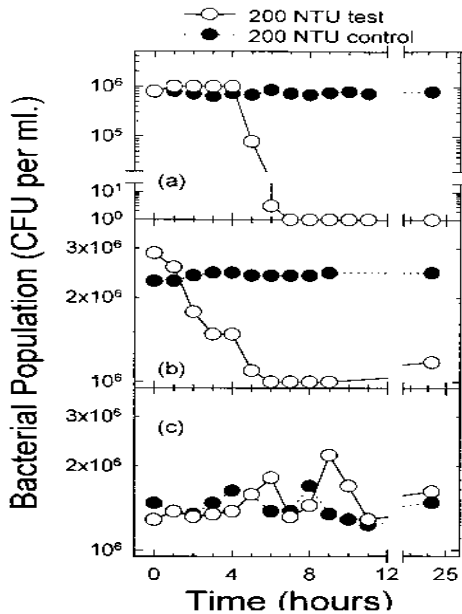 200 NTU test
200 NTU control
10⁶
10⁵
10¹
10⁰
(a)
3x10⁶
2x10⁶
10⁶
(b)
3x10⁶
2x10⁶
10⁶
(c)
Bacterial Population (CFU per ml.)
0 4 8 12 25
Time (hours)